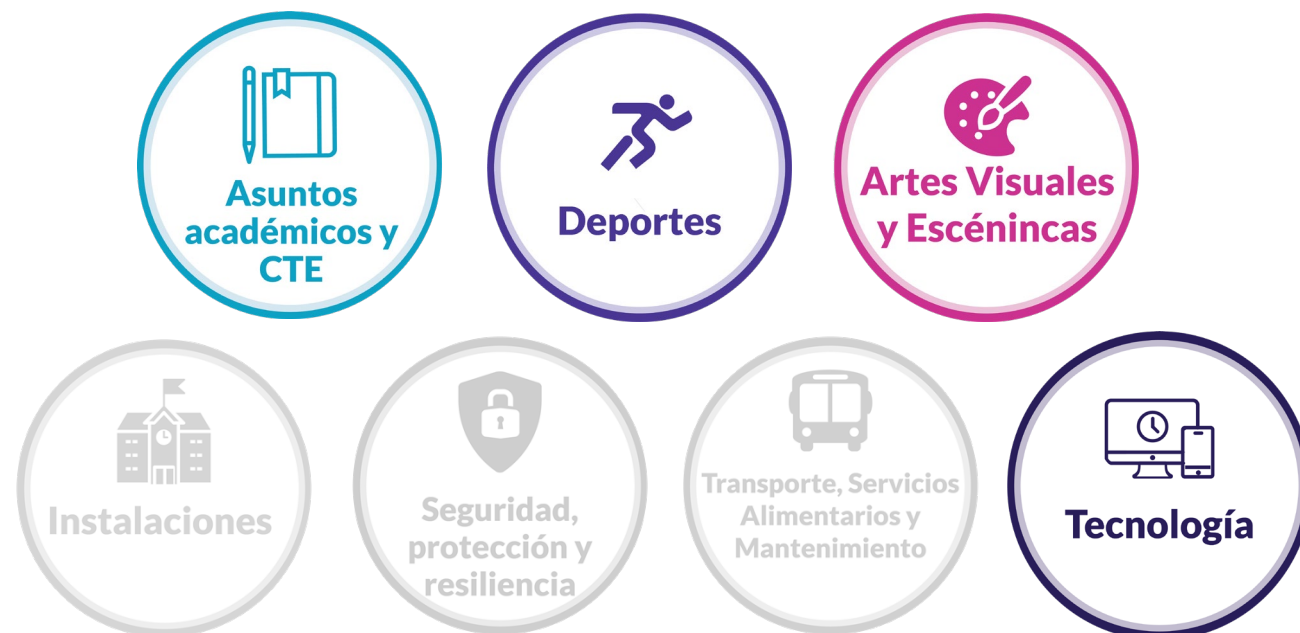 Asuntos
académicos y
CTE
Deportes
Artes Visuales
y Escénincas
Instalaciones
Seguridad,
protección y
resiliencia
Transporte, Servicios
Alimentarios y
Mantenimiento
Tecnología